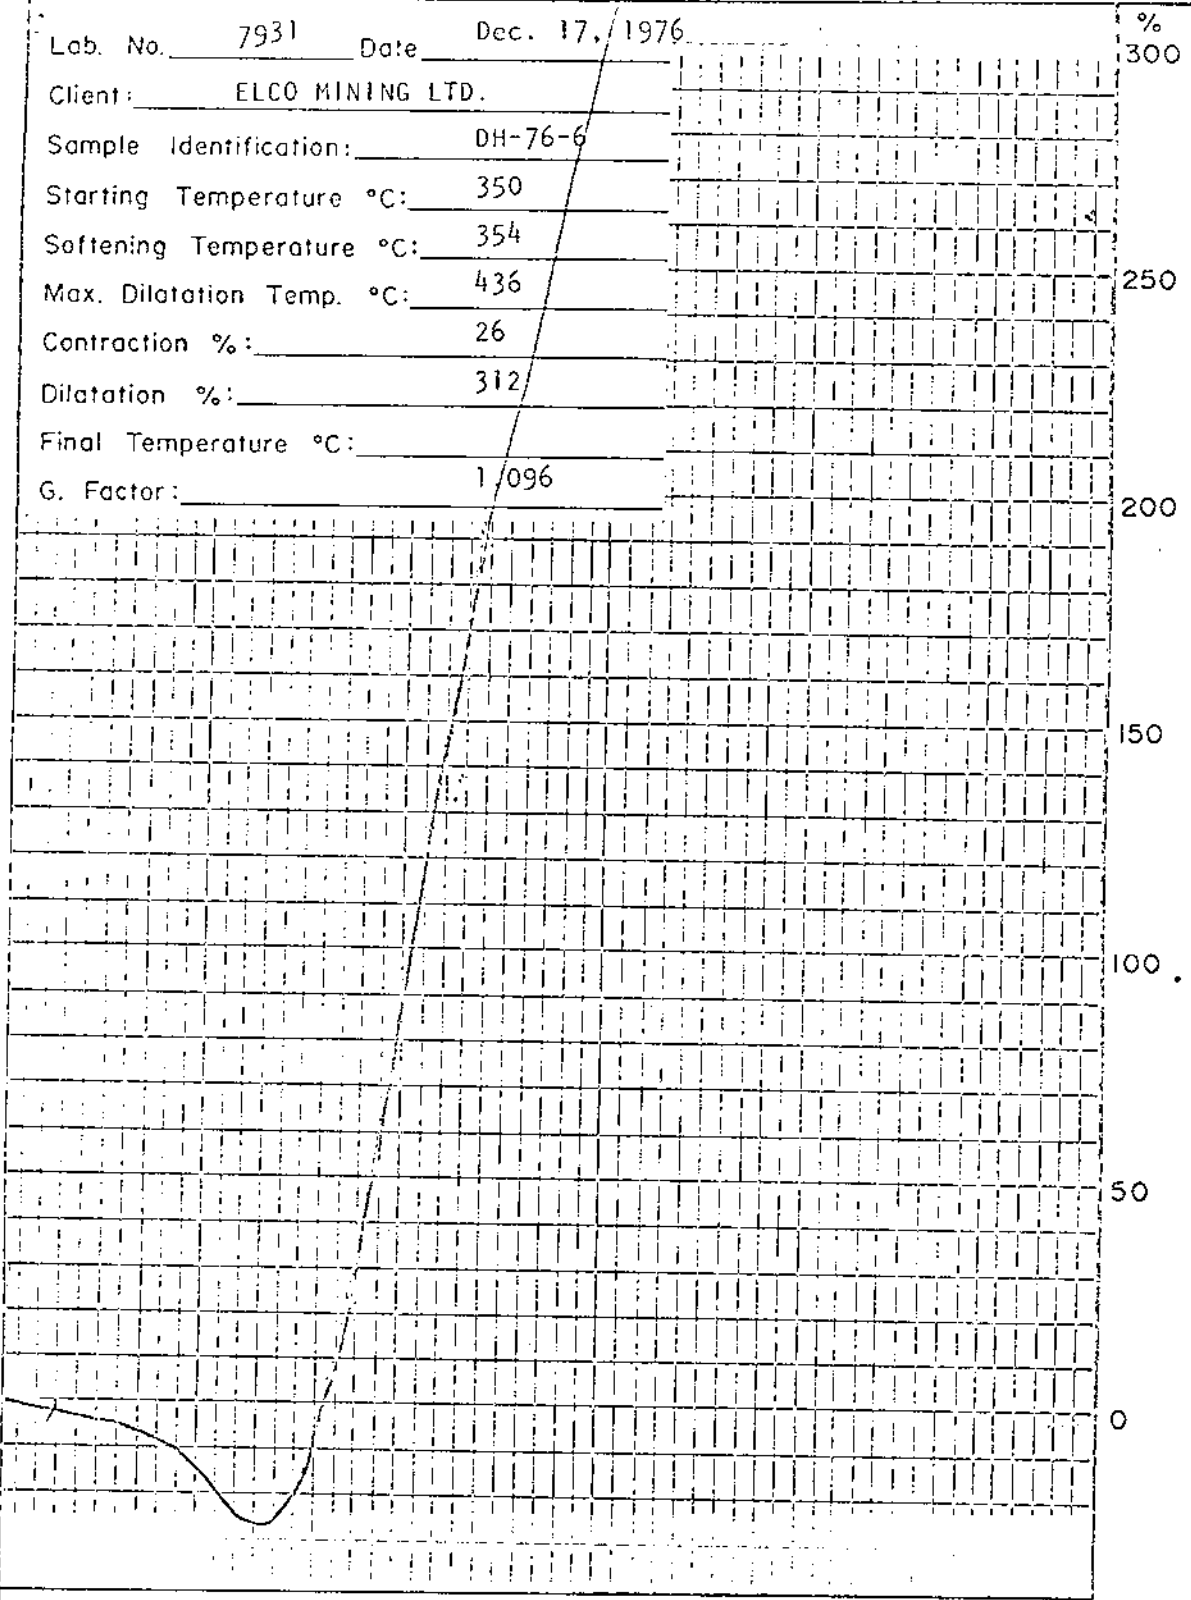 Lab. No. 7931 Date Dec. 17, 1976
Client: ELCO MINING LTD.
Sample Identification: DH-76-6
Starting Temperature °C: 350
Softening Temperature °C: 354
Max. Dilatation Temp. °C: 436
Contraction %: 26
Dilatation %: 312
Final Temperature °C:
G. Factor: 1.096
%
300
250
200
150
100
50
0